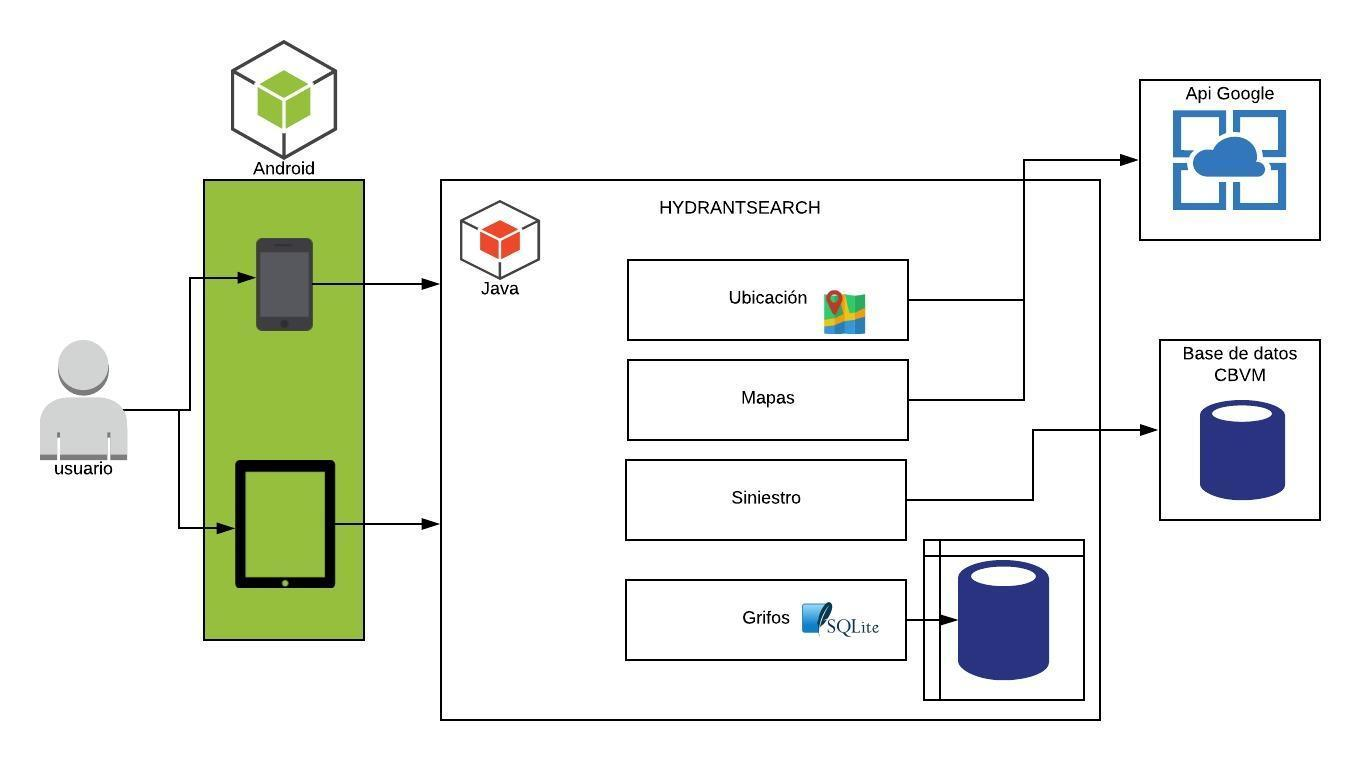 Android
usuario
HYDRANTSEARCH
Java
Ubicación
Mapas
Siniestro
Grifos
SQLite
Api Google
Base de datos
CBVM